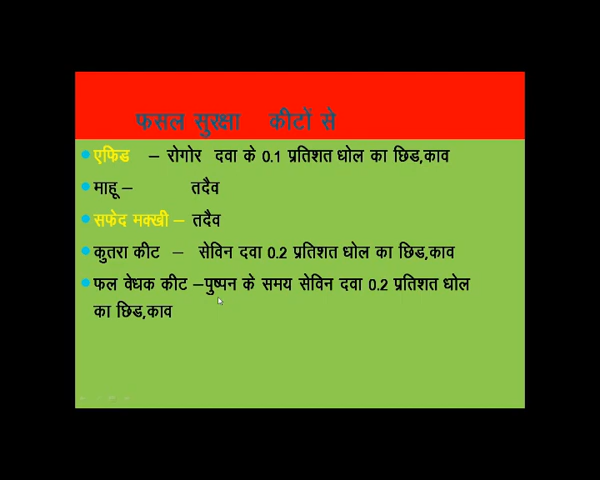 फसल सुरक्षा कीटों से
एफिड – रोगोर दवा के 0.1 प्रतिशत धोल का छिड,काव
माहू – तदैव
सफेद मक्खी – तदैव
कुतरा कीट – सेविन दवा 0.2 प्रतिशत धोल का छिड,काव
फल वेधक कीट –पुष्पन के समय सेविन दवा 0.2 प्रतिशत धोल
का छिड,काव